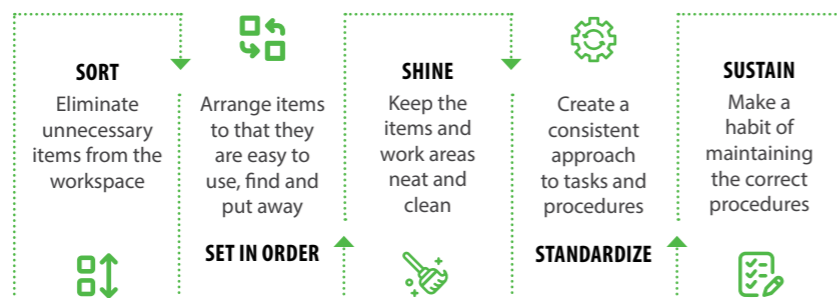 SORT
Eliminate
unnecessary
items from the
workspace
Arrange items
to that they
are easy to
use, find and
put away
SET IN ORDER
SHINE
Keep the
items and
work areas
neat and
clean
Create a
consistent
approach
to tasks and
procedures
STANDARDIZE
SUSTAIN
Make a
habit of
maintaining
the correct
procedures